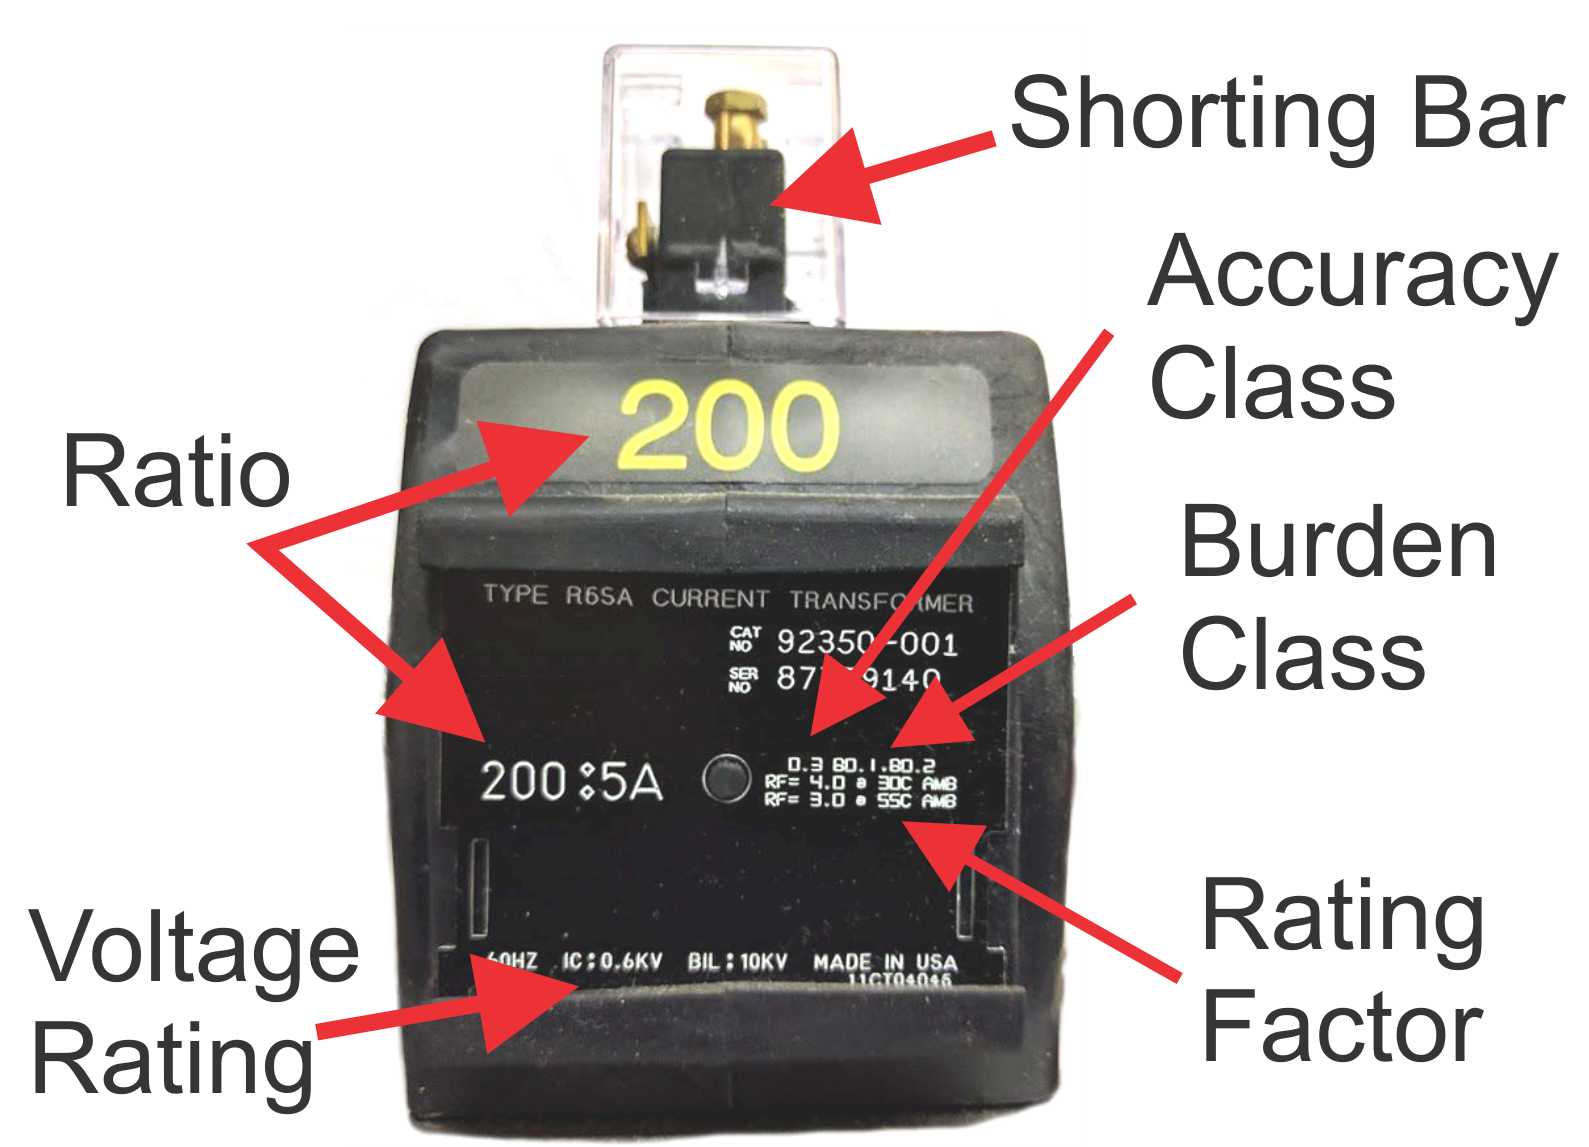 Shorting Bar
Accuracy
Class
200
Ratio
Burden
Class
TYPE R6SA CURRENT TRANSFORMER
CAT NO 92350-001
SER NO
200:5A
0.3 B0.1.B0.2
RF= 4.0 @ 30C AMB
RF= 3.0 @ 55C AMB
Rating
Factor
Voltage
Rating
60HZ IC:0.6KV BIL:10KV MADE IN USA
11CT04046